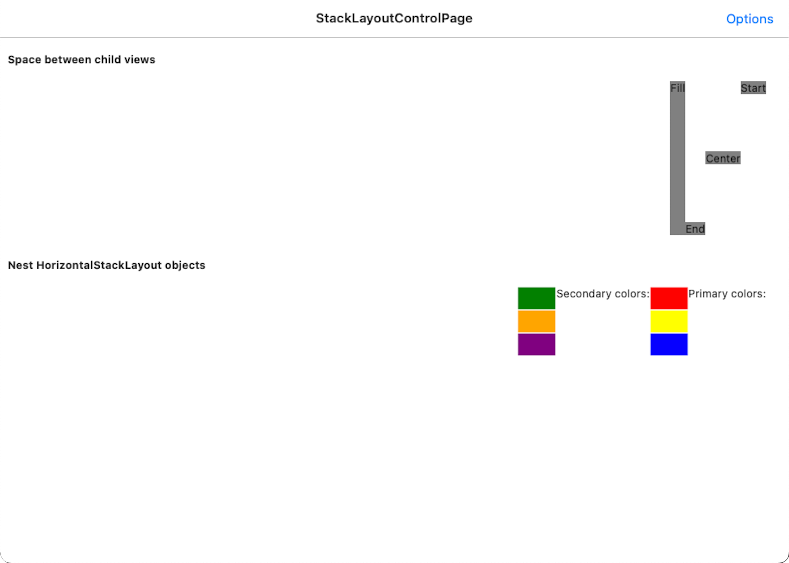 StackLayoutControlPage
Options
Space between child views
Fill
Start
Center
End
Nest HorizontalStackLayout objects
Secondary colors:
Primary colors: